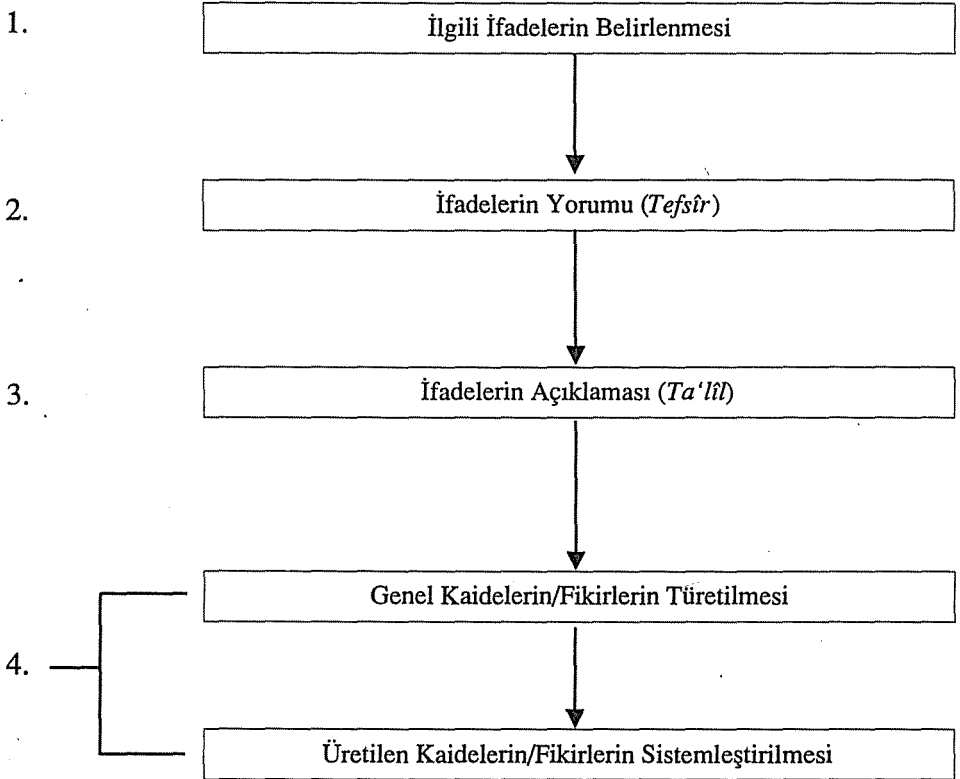 1. İlgili İfadelerin Belirlenmesi
2. İfadelerin Yorumu (Tefsîr)
3. İfadelerin Açıklaması (Ta‘lîl)
Genel Kaidelerin/Fikirlerin Türetilmesi
4.
Üretilen Kaidelerin/Fikirlerin Sistemleştirilmesi